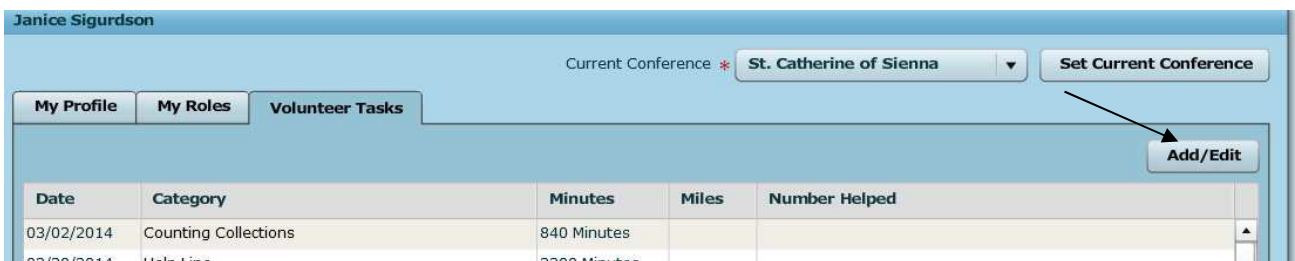 Janice Sigurdson
Current Conference * St. Catherine of Sienna Set Current Conference
My Profile My Roles Volunteer Tasks
Add/Edit
Date Category Minutes Miles Number Helped
03/02/2014 Counting Collections 840 Minutes